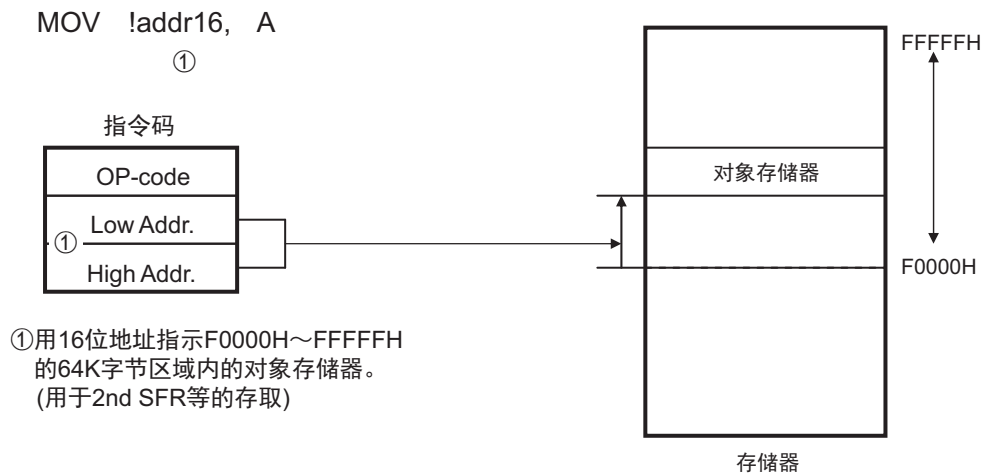 MOV !addr16, A
①
指令码
OP-code
Low Addr.
①
High Addr.
①用16位地址指示F0000H～FFFFFH
的64K字节区域内的对象存储器。
(用于2nd SFR等的存取)
FFFFFH
对象存储器
F0000H
存储器